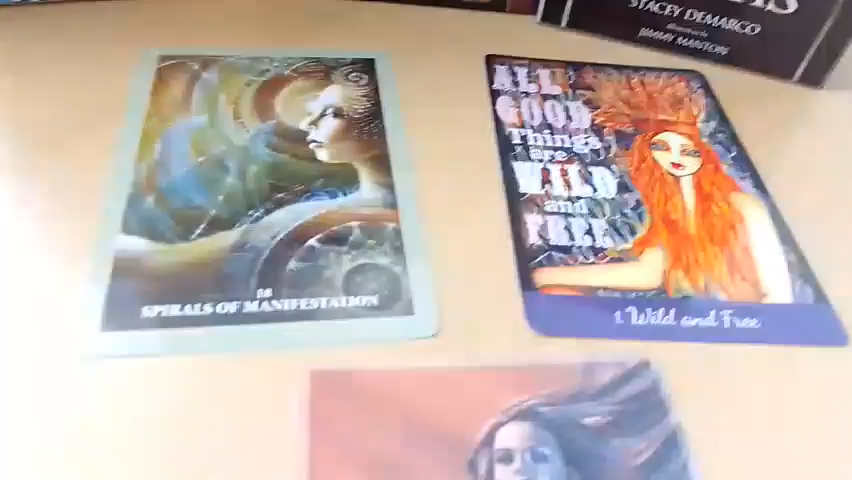 STACEY DEMARCO
JIMMY MANTON
18
SPIRALS OF MANIFESTATION
ALL
GOOD
Things
are
WILD
and
FREE
1 Wild and Free